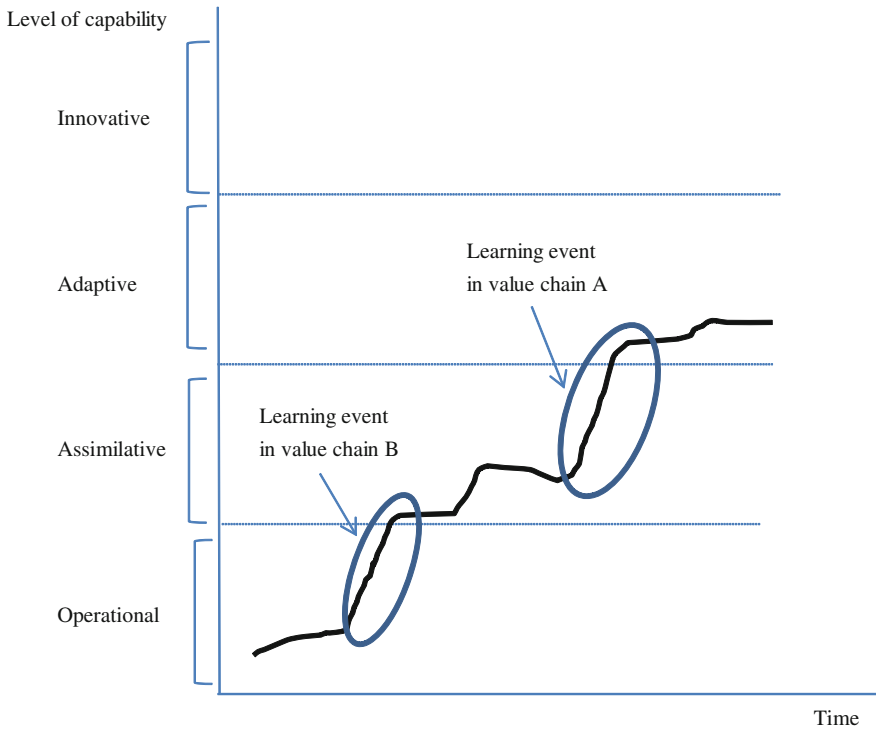 Level of capability
Innovative
Adaptive
Learning event
in value chain A
Assimilative
Learning event
in value chain B
Operational
Time